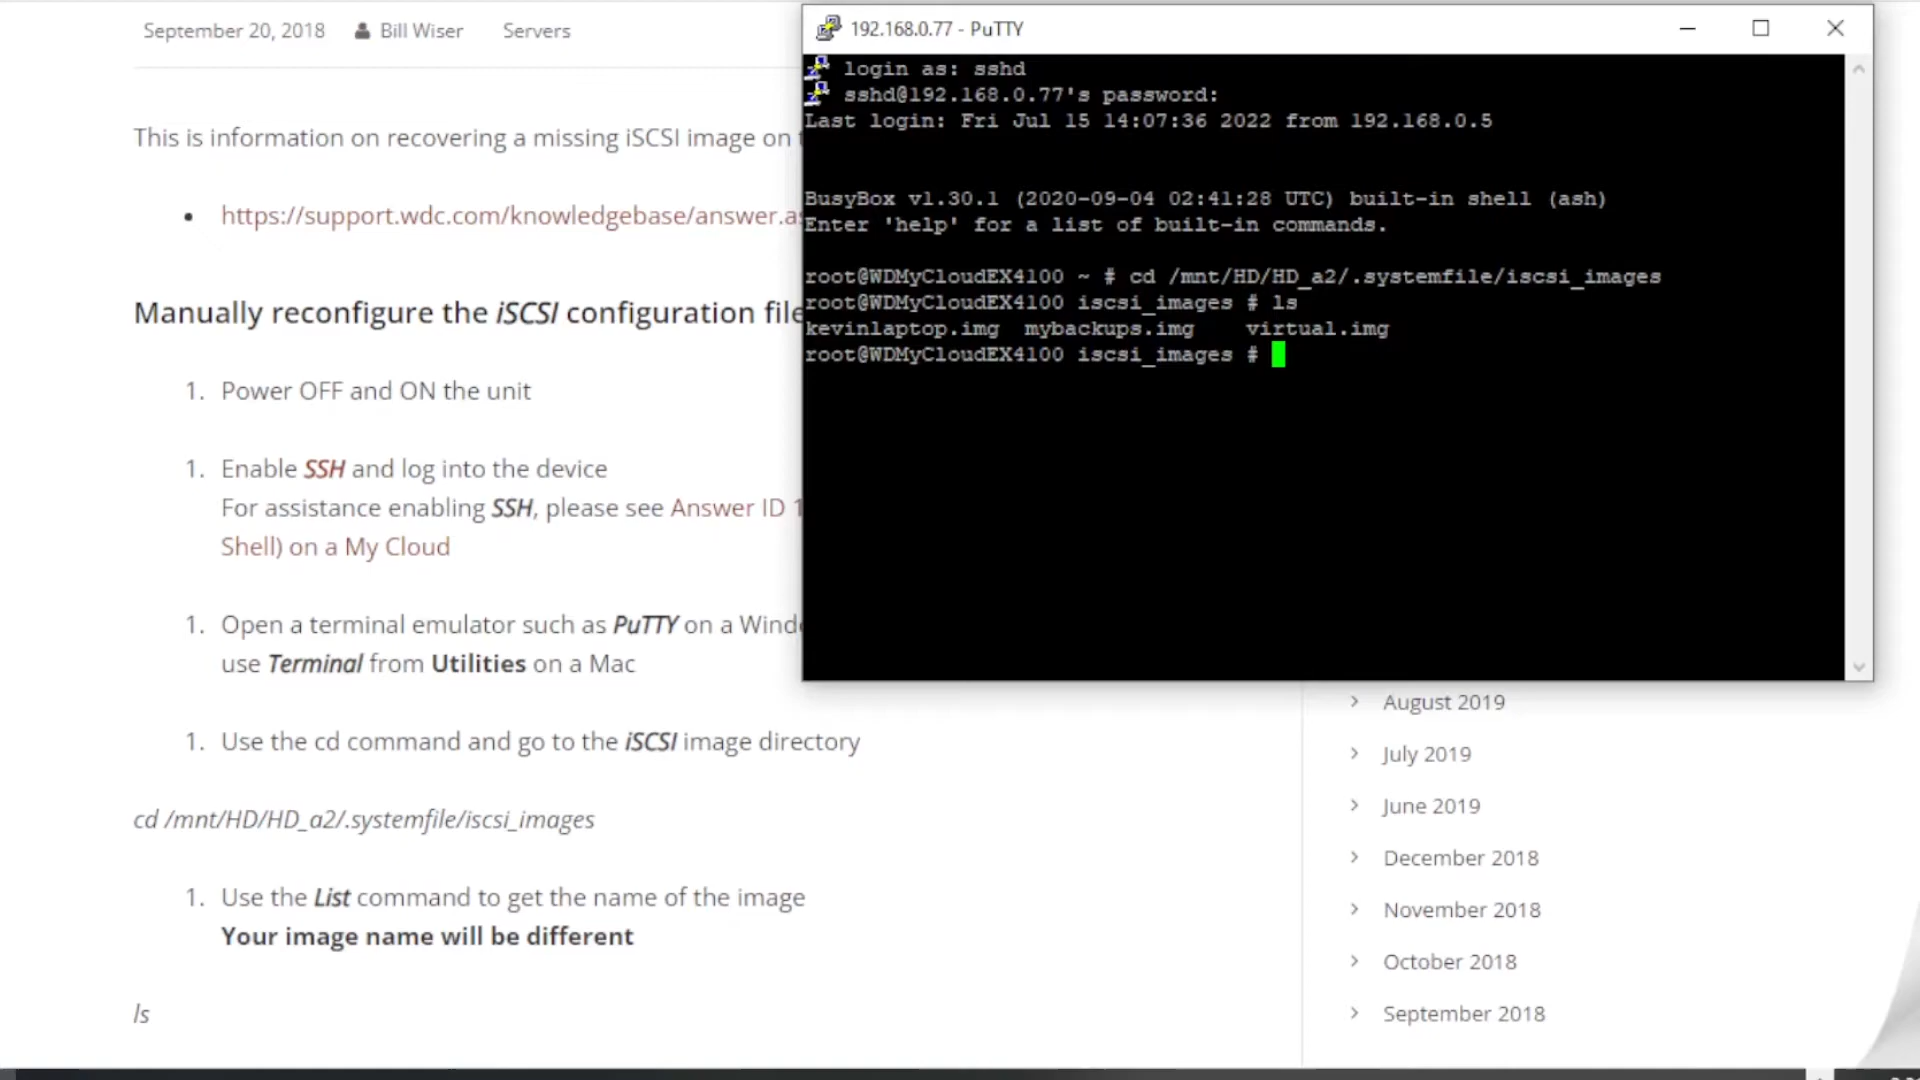 September 20, 2018 Bill Wiser Servers
This is information on recovering a missing iSCSI image on
https://support.wdc.com/knowledgebase/answer.as
Manually reconfigure the iSCSI configuration file
1. Power OFF and ON the unit
1. Enable SSH and log into the device
For assistance enabling SSH, please see Answer ID 1
Shell) on a My Cloud
1. Open a terminal emulator such as PuTTY on a Windo
use Terminal from Utilities on a Mac
1. Use the cd command and go to the iSCSI image directory
cd /mnt/HD/HD_a2/.systemfile/iscsi_images
1. Use the List command to get the name of the image
Your image name will be different
ls
192.168.0.77 - PuTTY
login as: sshd
sshd@192.168.0.77's password:
Last login: Fri Jul 15 14:07:36 2022 from 192.168.0.5
BusyBox v1.30.1 (2020-09-04 02:41:28 UTC) built-in shell (ash)
Enter 'help' for a list of built-in commands.
root@WDMyCloudEX4100 ~ # cd /mnt/HD/HD_a2/.systemfile/iscsi_images
root@WDMyCloudEX4100 iscsi_images # ls
kevinlaptop.img mybackups.img virtual.img
root@WDMyCloudEX4100 iscsi_images #
August 2019
July 2019
June 2019
December 2018
November 2018
October 2018
September 2018